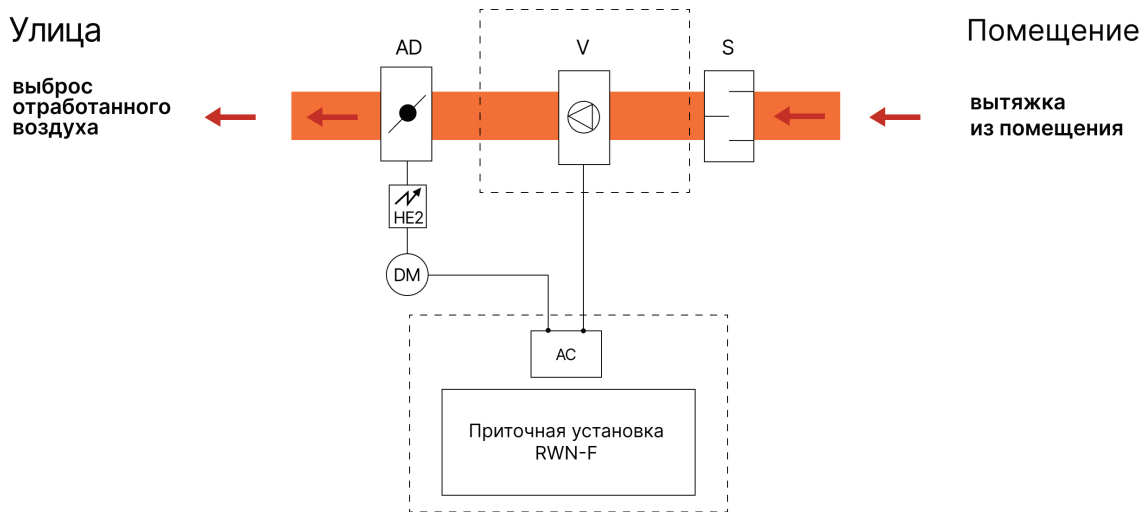 Улица
Помещение
AD
V
S
выброс
отработанного
воздуха
вытяжка
из помещения
HE2
DM
AC
Приточная установка
RWN-F